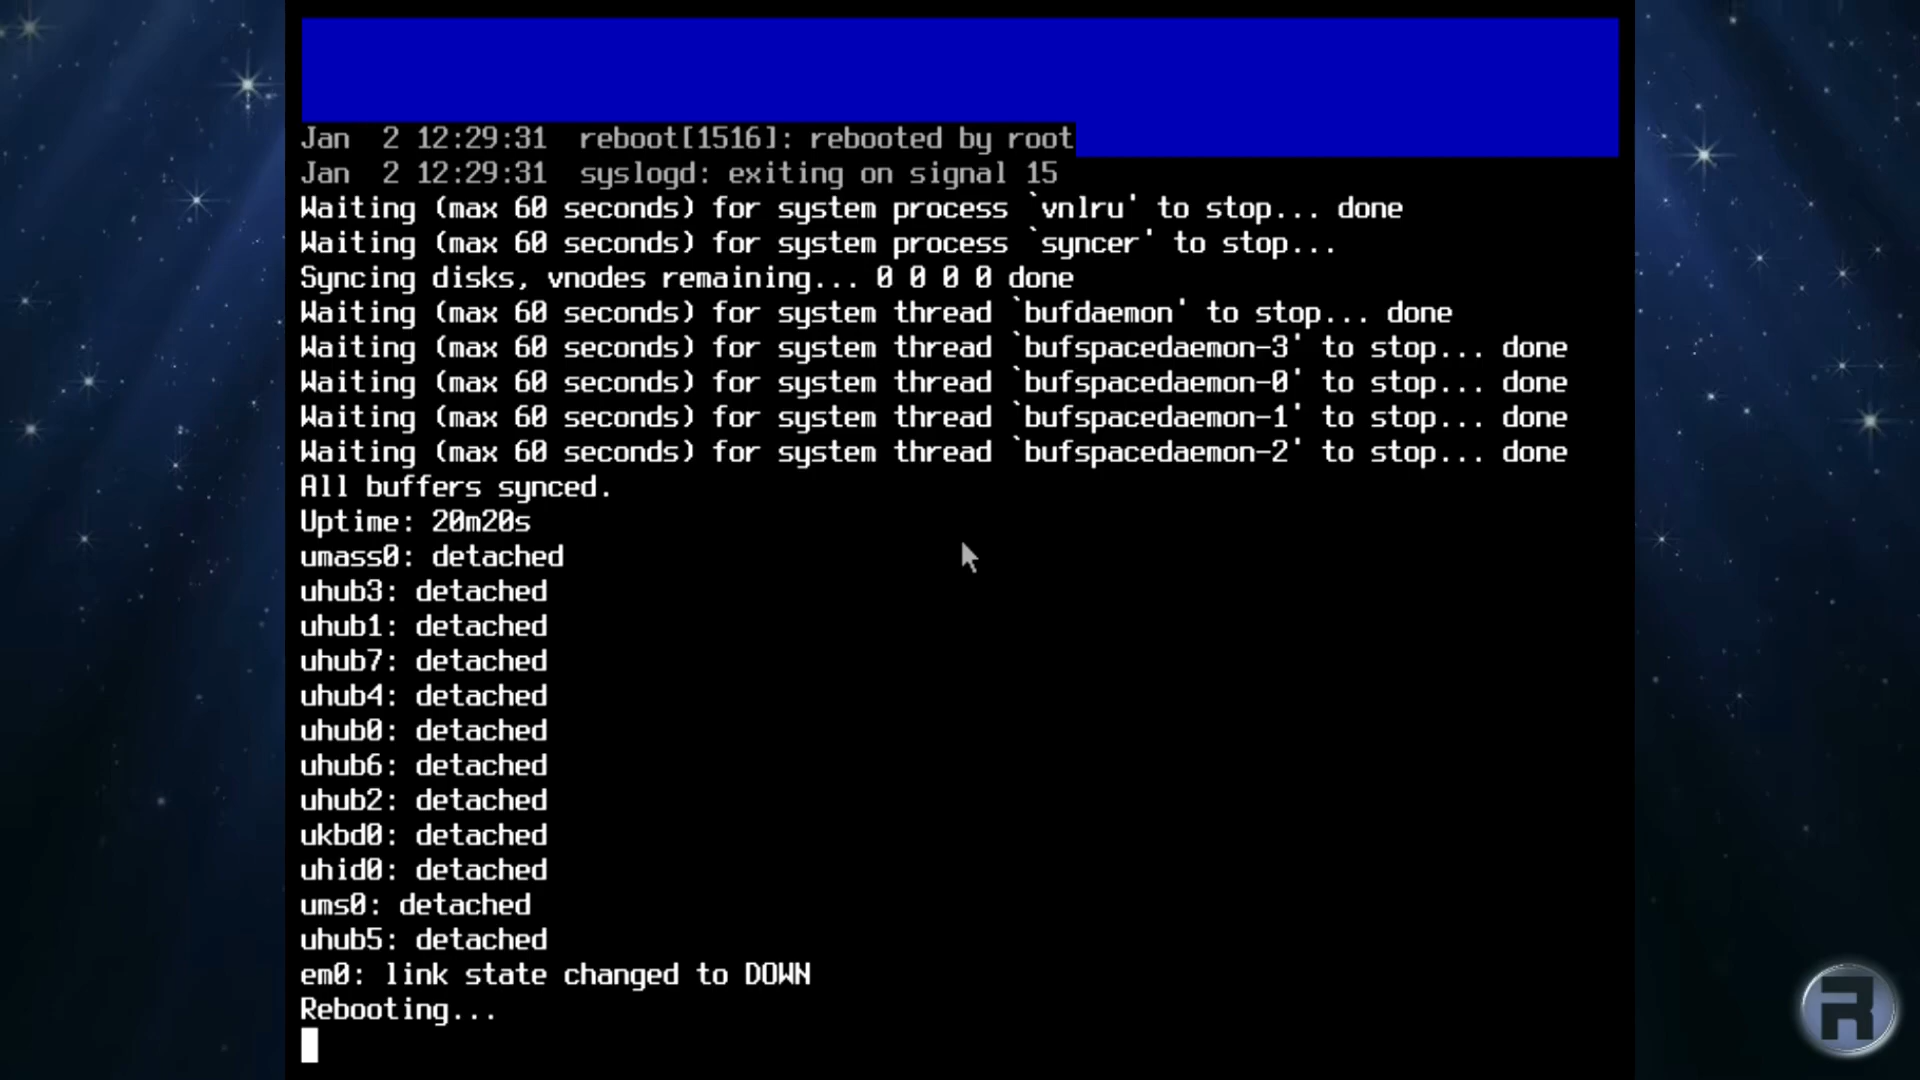 Jan  2 12:29:31  reboot[1516]: rebooted by root
Jan  2 12:29:31  syslogd: exiting on signal 15
Waiting (max 60 seconds) for system process `vnlru' to stop... done
Waiting (max 60 seconds) for system process `syncer' to stop...
Syncing disks, vnodes remaining... 0 0 0 0 done
Waiting (max 60 seconds) for system thread `bufdaemon' to stop... done
Waiting (max 60 seconds) for system thread `bufspacedaemon-3' to stop... done
Waiting (max 60 seconds) for system thread `bufspacedaemon-0' to stop... done
Waiting (max 60 seconds) for system thread `bufspacedaemon-1' to stop... done
Waiting (max 60 seconds) for system thread `bufspacedaemon-2' to stop... done
All buffers synced.
Uptime: 20m20s
umass0: detached
uhub3: detached
uhub1: detached
uhub7: detached
uhub4: detached
uhub0: detached
uhub6: detached
uhub2: detached
ukbd0: detached
uhid0: detached
ums0: detached
uhub5: detached
em0: link state changed to DOWN
Rebooting...
R